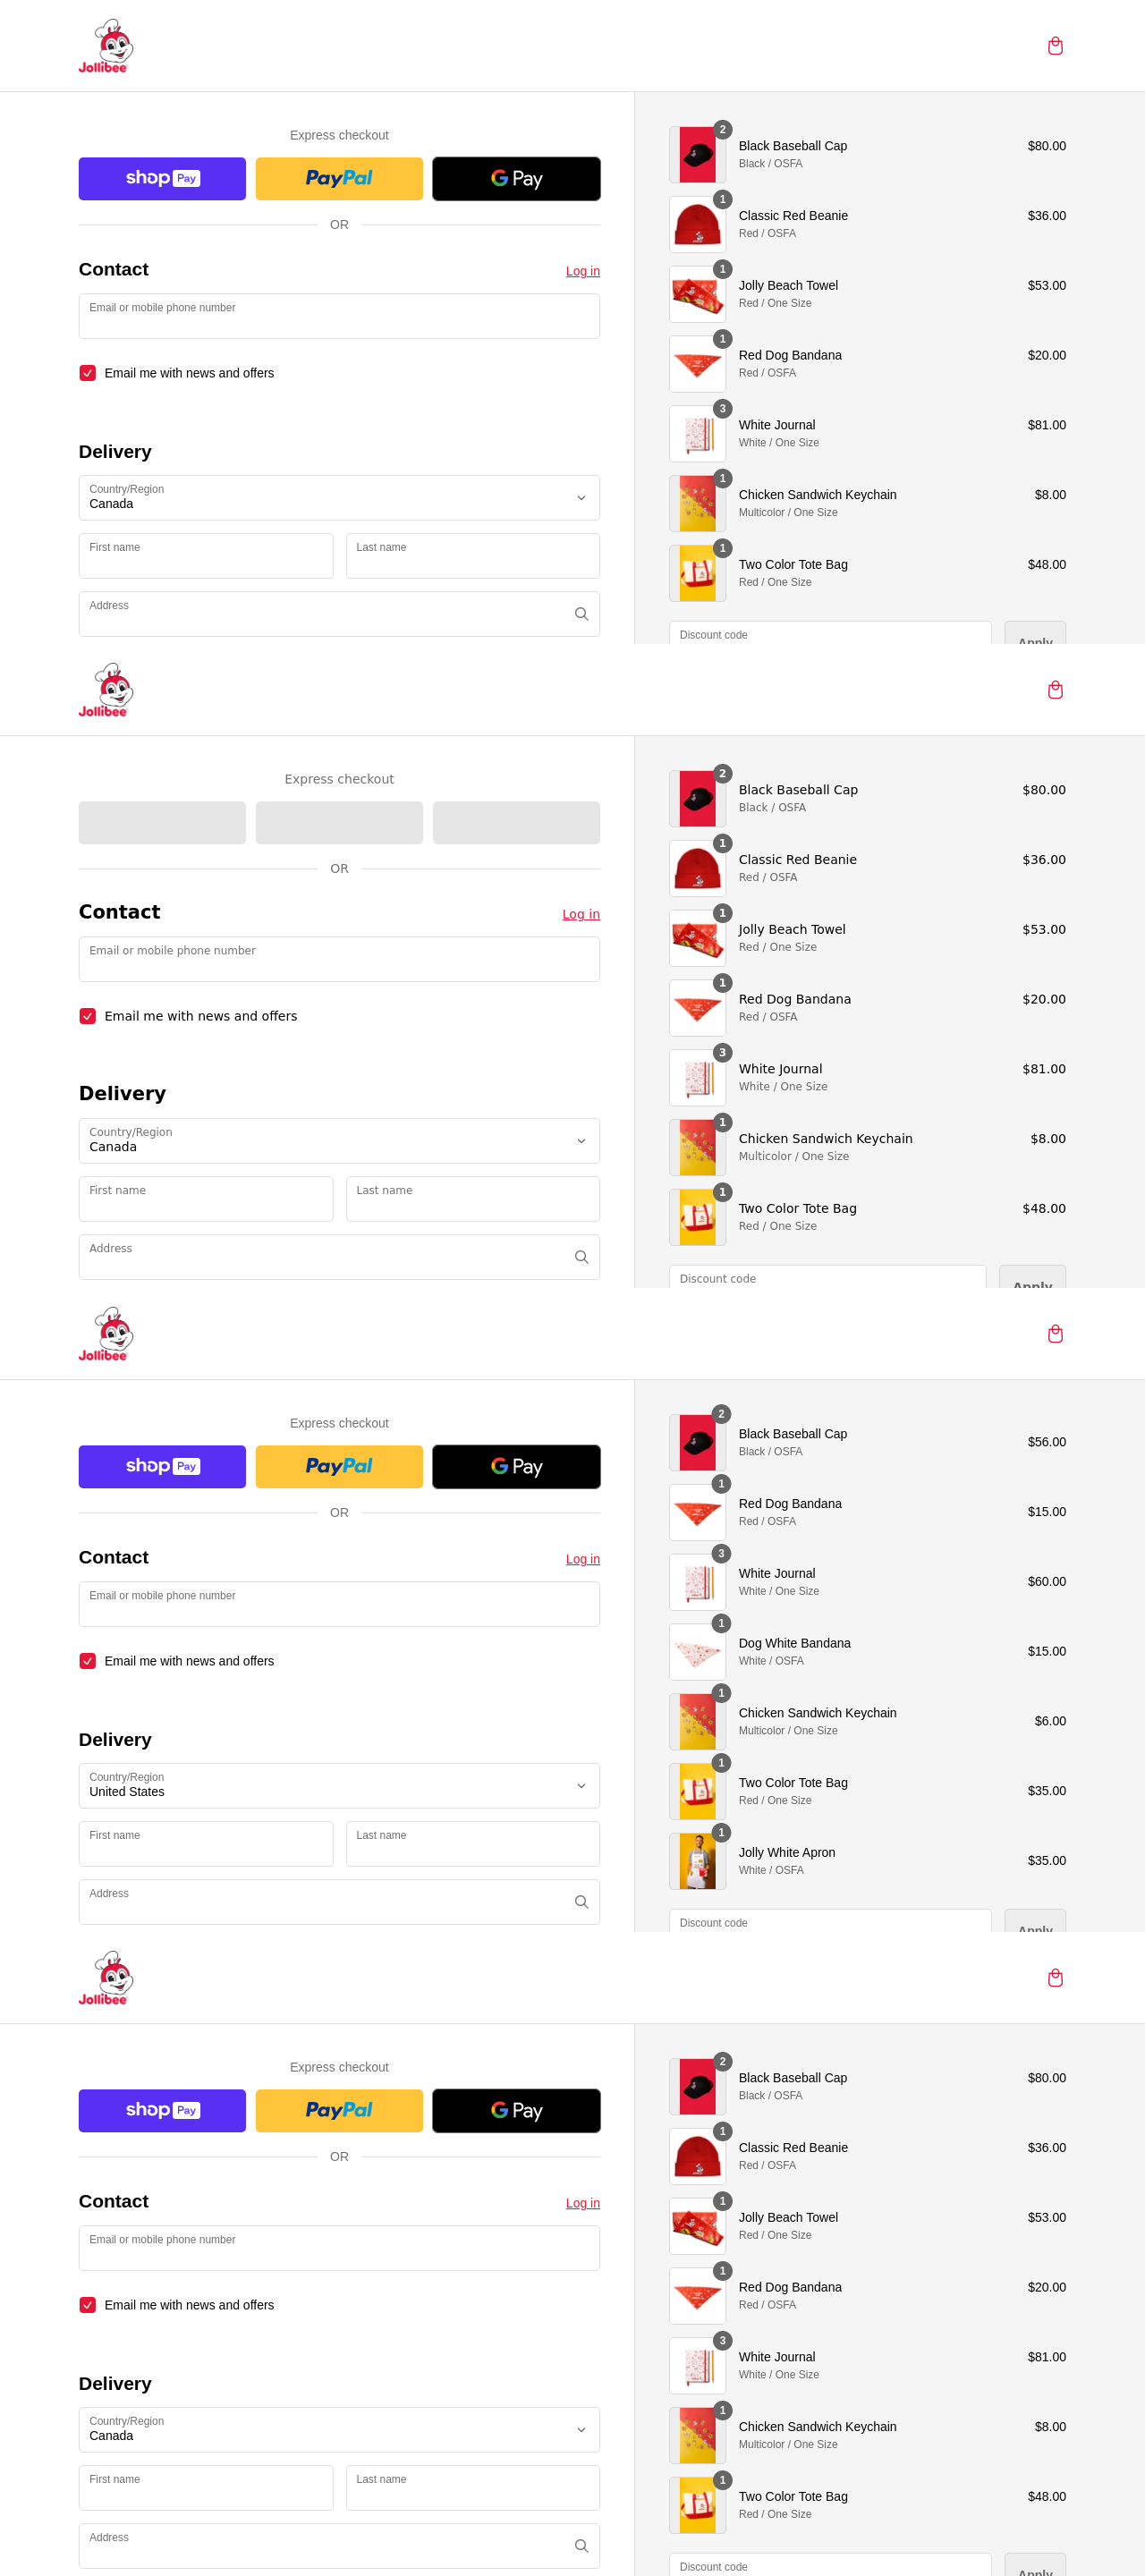 Jollibee
Express checkout
shop Pay
PayPal
G Pay
OR
Contact
Log in
Email or mobile phone number
Email me with news and offers
Delivery
Country/Region
Canada
First name
Last name
Address
2
Black Baseball Cap
$80.00
Black / OSFA
1
Classic Red Beanie
$36.00
Red / OSFA
1
Jolly Beach Towel
$53.00
Red / One Size
1
Red Dog Bandana
$20.00
Red / OSFA
3
White Journal
$81.00
White / One Size
1
Chicken Sandwich Keychain
$8.00
Multicolor / One Size
1
Two Color Tote Bag
$48.00
Red / One Size
Discount code
Apply
Jollibee
Express checkout
OR
Contact
Log in
Email or mobile phone number
Email me with news and offers
Delivery
Country/Region
Canada
First name
Last name
Address
2
Black Baseball Cap
$80.00
Black / OSFA
1
Classic Red Beanie
$36.00
Red / OSFA
1
Jolly Beach Towel
$53.00
Red / One Size
1
Red Dog Bandana
$20.00
Red / OSFA
3
White Journal
$81.00
White / One Size
1
Chicken Sandwich Keychain
$8.00
Multicolor / One Size
1
Two Color Tote Bag
$48.00
Red / One Size
Discount code
Apply
Jollibee
Express checkout
shop Pay
PayPal
G Pay
OR
Contact
Log in
Email or mobile phone number
Email me with news and offers
Delivery
Country/Region
United States
First name
Last name
Address
2
Black Baseball Cap
Black / OSFA
$56.00
1
Red Dog Bandana
Red / OSFA
$15.00
3
White Journal
White / One Size
$60.00
1
Dog White Bandana
White / OSFA
$15.00
1
Chicken Sandwich Keychain
Multicolor / One Size
$6.00
1
Two Color Tote Bag
Red / One Size
$35.00
1
Jolly White Apron
White / OSFA
$35.00
Discount code
Apply
Jollibee
Express checkout
shop Pay
PayPal
G Pay
OR
Contact
Log in
Email or mobile phone number
Email me with news and offers
Delivery
Country/Region
Canada
First name
Last name
Address
2
Black Baseball Cap
$80.00
Black / OSFA
1
Classic Red Beanie
$36.00
Red / OSFA
1
Jolly Beach Towel
$53.00
Red / One Size
1
Red Dog Bandana
$20.00
Red / OSFA
3
White Journal
$81.00
White / One Size
1
Chicken Sandwich Keychain
$8.00
Multicolor / One Size
1
Two Color Tote Bag
$48.00
Red / One Size
Discount code
Apply